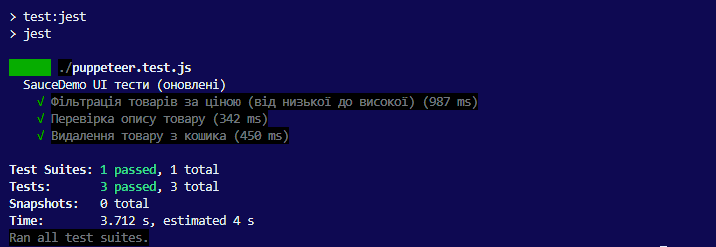 > test:jest
> jest
./puppeteer.test.js
SauceDemo UI тести (оновлені)
√ Фільтрація товарів за ціною (від низької до високої) (987 ms)
√ Перевірка опису товару (342 ms)
√ Видалення товару з кошика (450 ms)
Test Suites: 1 passed, 1 total
Tests: 3 passed, 3 total
Snapshots: 0 total
Time: 3.712 s, estimated 4 s
Ran all test suites.